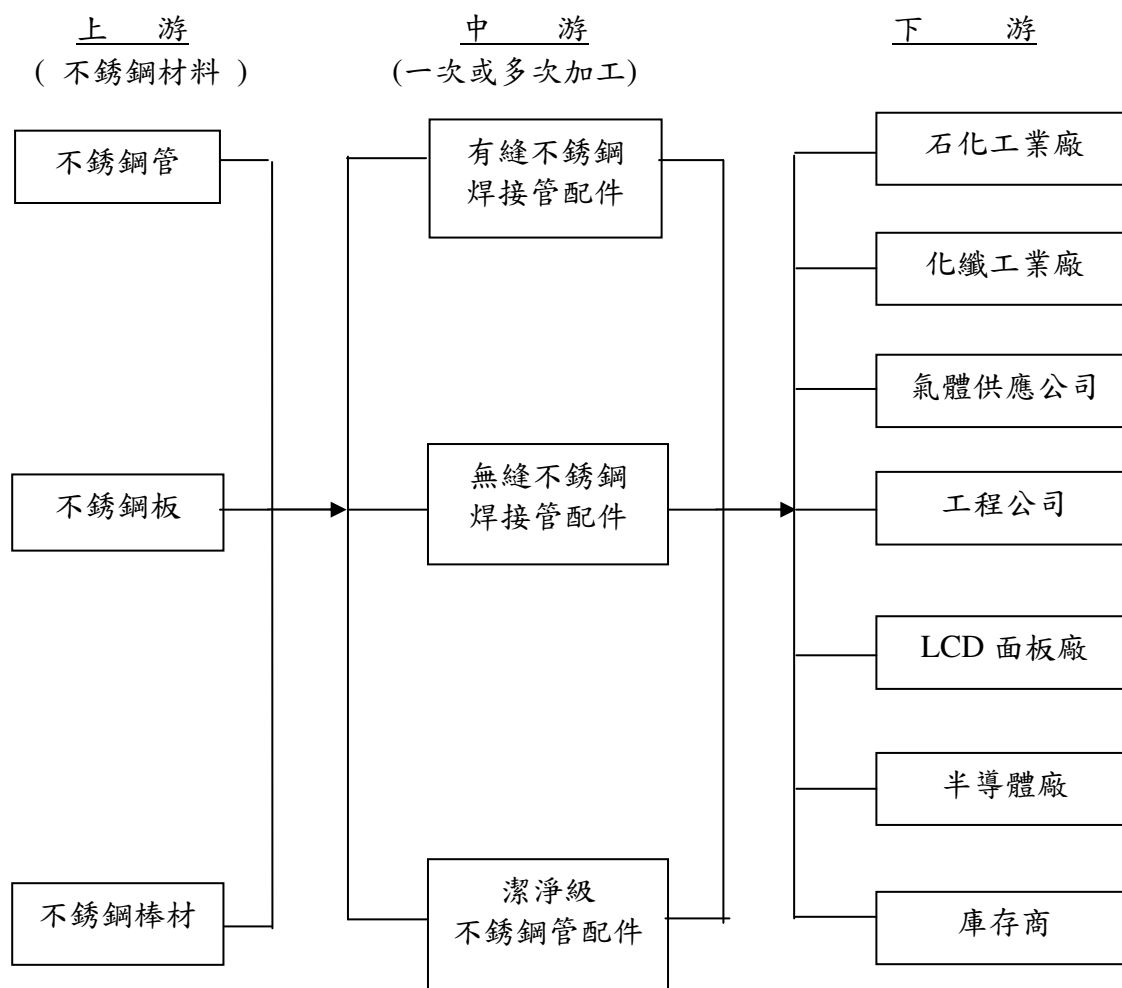 上 游
( 不銹鋼材料 )
不銹鋼管
不銹鋼板
不銹鋼棒材
中 游
(一次或多次加工)
有縫不銹鋼
焊接管配件
無縫不銹鋼
焊接管配件
潔淨級
不銹鋼管配件
下 游
石化工業廠
化纖工業廠
氣體供應公司
工程公司
LCD 面板廠
半導體廠
庫存商